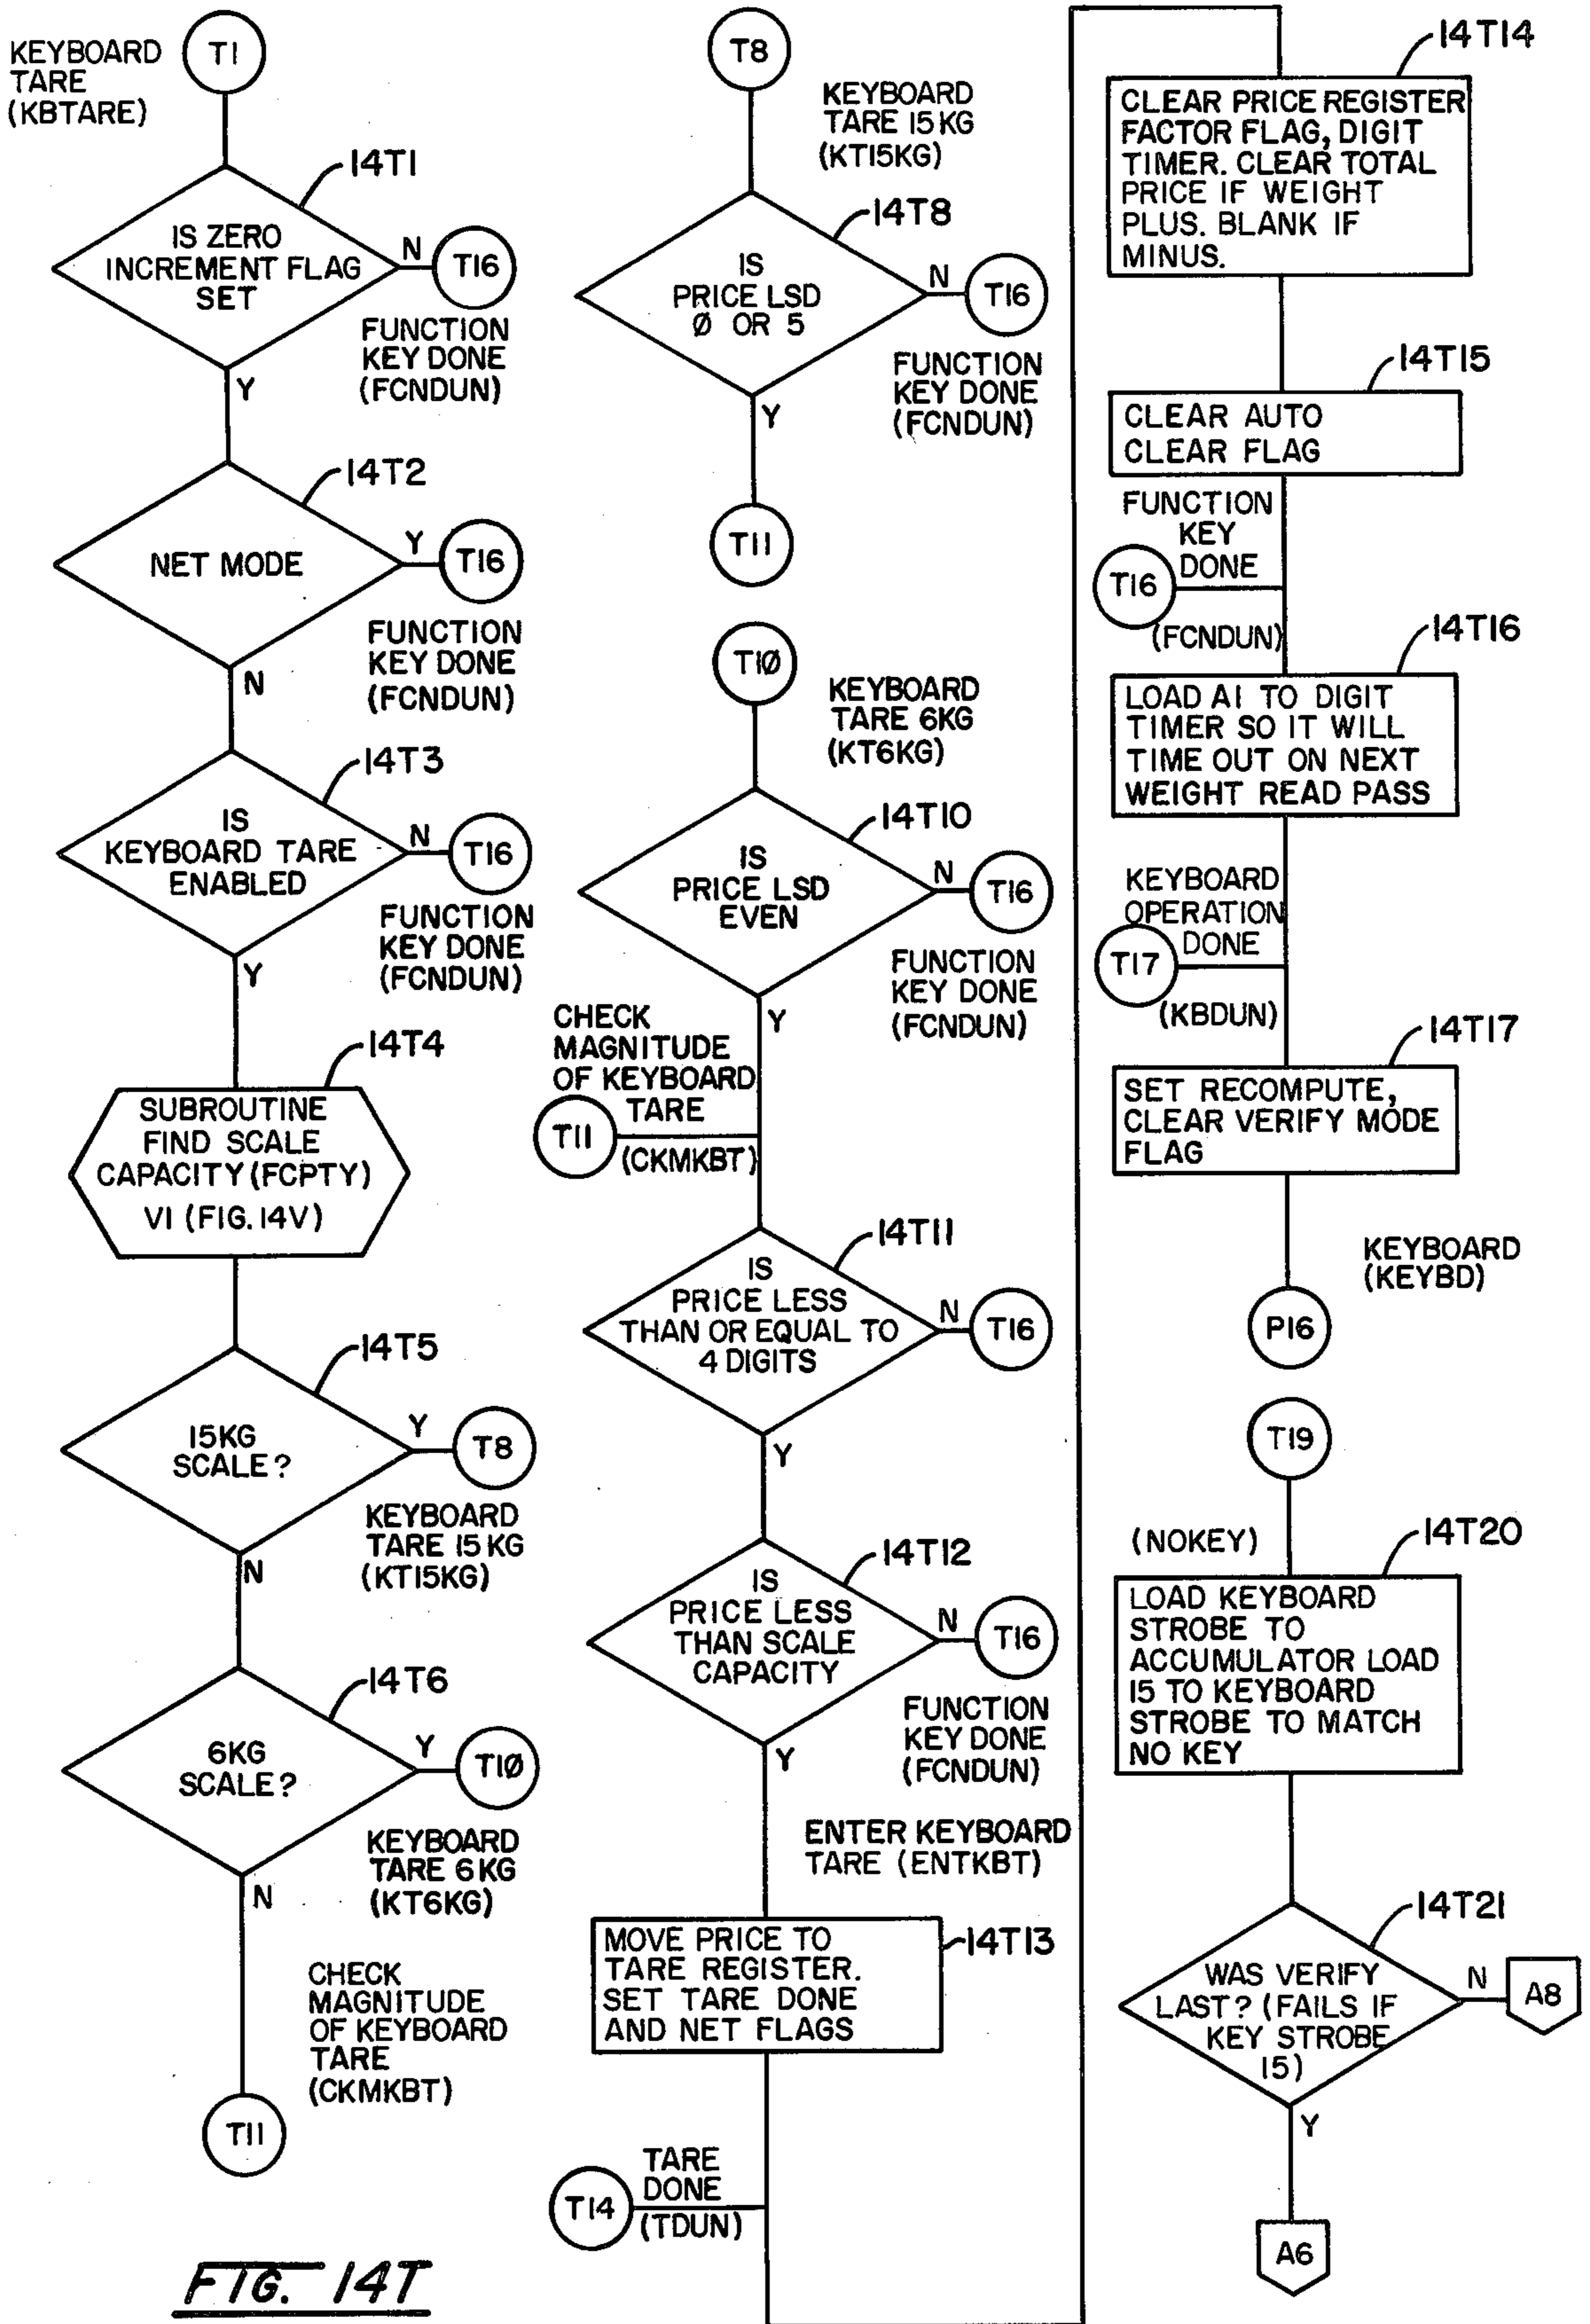 KEYBOARD
TARE
(KBTARE)
T1
14T1
IS ZERO
INCREMENT FLAG
SET
N
T16
FUNCTION
KEY DONE
(FCNDUN)
Y
14T2
NET MODE
Y
T16
FUNCTION
KEY DONE
(FCNDUN)
N
14T3
IS
KEYBOARD TARE
ENABLED
N
T16
FUNCTION
KEY DONE
(FCNDUN)
Y
14T4
SUBROUTINE
FIND SCALE
CAPACITY (FCPTY)
V1 (FIG. 14V)
14T5
15KG
SCALE?
Y
T8
KEYBOARD
TARE 15 KG
(KT15KG)
N
14T6
6KG
SCALE?
Y
T1Ø
KEYBOARD
TARE 6 KG
(KT6KG)
N
CHECK
MAGNITUDE
OF KEYBOARD
TARE
(CKMKBT)
T11
FIG. 14T
T8
KEYBOARD
TARE 15 KG
(KT15KG)
14T8
IS
PRICE LSD
Ø OR 5
N
T16
FUNCTION
KEY DONE
(FCNDUN)
Y
T11
T1Ø
KEYBOARD
TARE 6KG
(KT6KG)
14T10
IS
PRICE LSD
EVEN
N
T16
FUNCTION
KEY DONE
(FCNDUN)
Y
CHECK
MAGNITUDE
OF KEYBOARD
TARE
T11
(CKMKBT)
14T11
IS
PRICE LESS
THAN OR EQUAL TO
4 DIGITS
N
T16
Y
14T12
IS
PRICE LESS
THAN SCALE
CAPACITY
N
T16
FUNCTION
KEY DONE
(FCNDUN)
Y
ENTER KEYBOARD
TARE (ENTKBT)
14T13
MOVE PRICE TO
TARE REGISTER.
SET TARE DONE
AND NET FLAGS
TARE
DONE
T14
(TDUN)
14T14
CLEAR PRICE REGISTER
FACTOR FLAG, DIGIT
TIMER. CLEAR TOTAL
PRICE IF WEIGHT
PLUS. BLANK IF
MINUS.
14T15
CLEAR AUTO
CLEAR FLAG
FUNCTION
KEY
DONE
T16
(FCNDUN)
14T16
LOAD A1 TO DIGIT
TIMER SO IT WILL
TIME OUT ON NEXT
WEIGHT READ PASS
KEYBOARD
OPERATION
DONE
T17
(KBDUN)
14T17
SET RECOMPUTE,
CLEAR VERIFY MODE
FLAG
KEYBOARD
(KEYBD)
P16
T19
(NOKEY)
14T20
LOAD KEYBOARD
STROBE TO
ACCUMULATOR LOAD
15 TO KEYBOARD
STROBE TO MATCH
NO KEY
14T21
WAS VERIFY
LAST? (FAILS IF
KEY STROBE
15)
N
A8
Y
A6